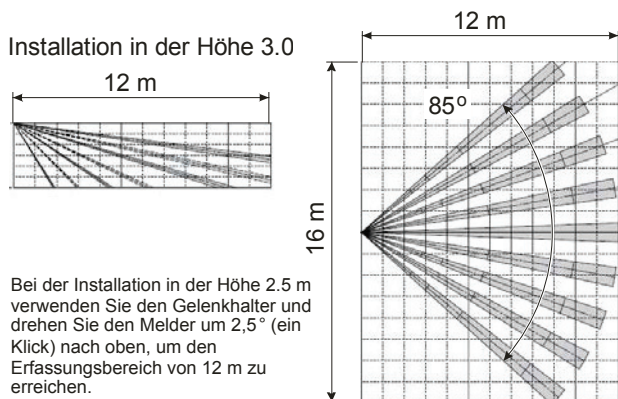 Installation in der Höhe 3.0
12 m
Bei der Installation in der Höhe 2.5 m
verwenden Sie den Gelenkhalter und
drehen Sie den Melder um 2,5° (ein
Klick) nach oben, um den
Erfassungsbereich von 12 m zu
erreichen.
12 m
85°
16 m